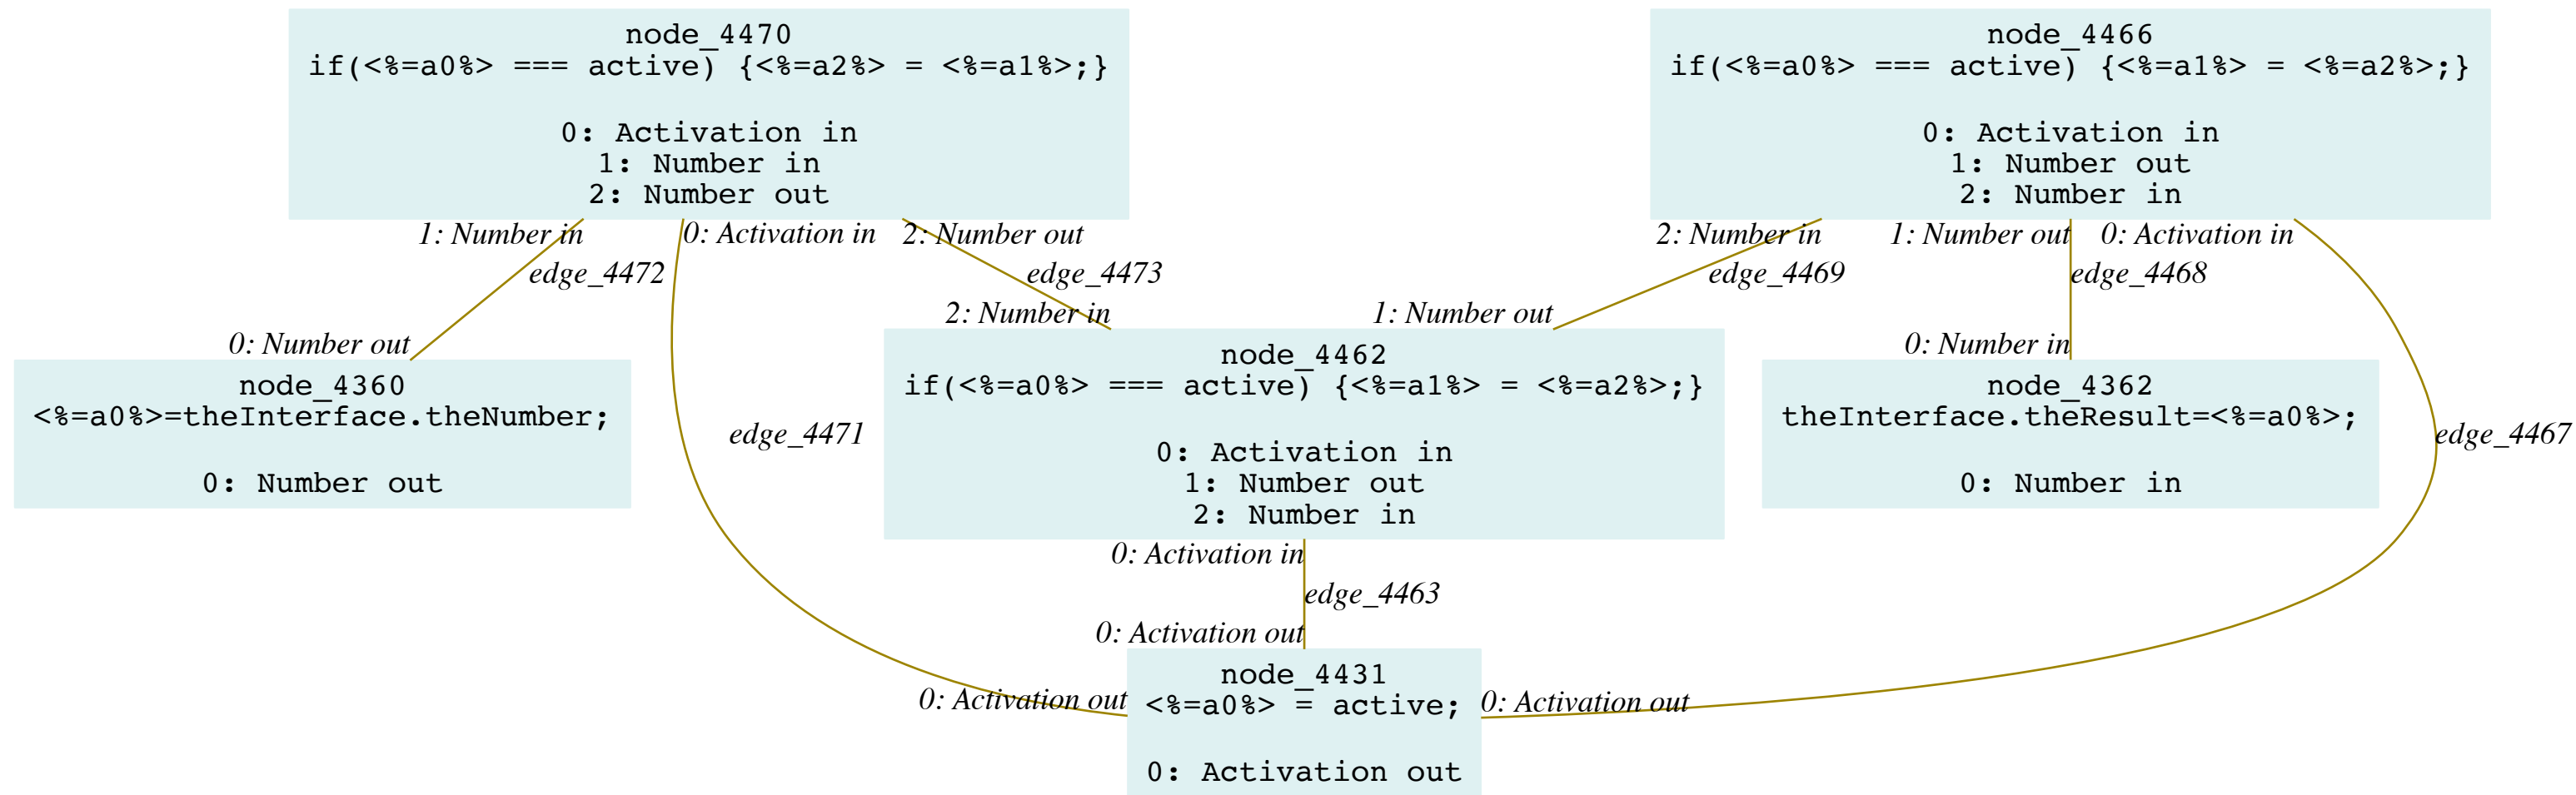 node_4470
if(<%=a0%> === active) {<%=a2%> = <%=a1%>;}
0: Activation in
1: Number in
2: Number out
node_4466
if(<%=a0%> === active) {<%=a1%> = <%=a2%>;}
0: Activation in
1: Number out
2: Number in
1: Number in
0: Activation in
2: Number out
2: Number in
1: Number out
0: Activation in
edge_4472
edge_4473
edge_4469
edge_4468
2: Number in
1: Number out
0: Number out
0: Number in
node_4360
<%=a0%>=theInterface.theNumber;
0: Number out
edge_4471
node_4462
if(<%=a0%> === active) {<%=a1%> = <%=a2%>;}
0: Activation in
1: Number out
2: Number in
node_4362
theInterface.theResult=<%=a0%>;
0: Number in
edge_4467
0: Activation in
edge_4463
0: Activation out
0: Activation out
node_4431
<%=a0%> = active;
0: Activation out
0: Activation out